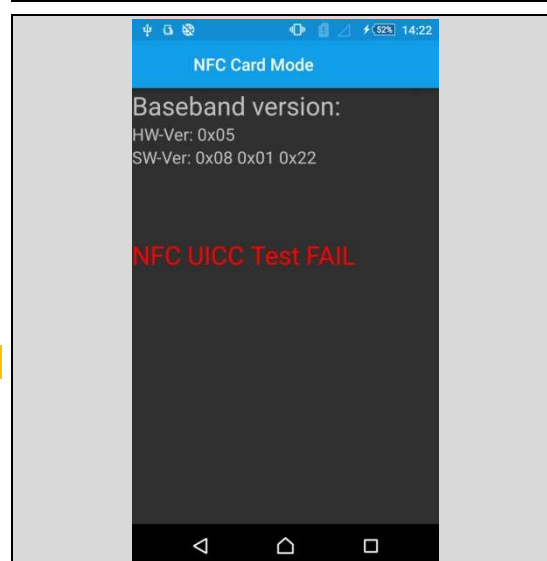 52% 14:22
NFC Card Mode
Baseband version:
HW-Ver: 0x05
SW-Ver: 0x08 0x01 0x22
NFC UICC Test FAIL